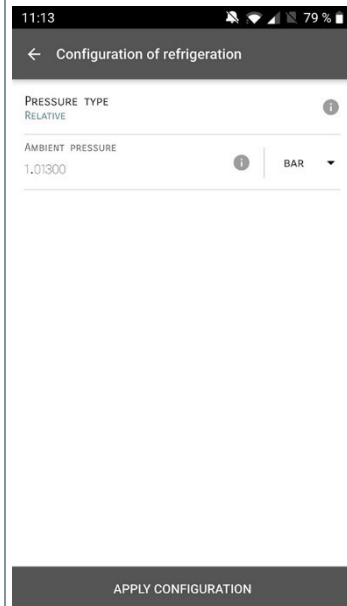 11:13
79 %
Configuration of refrigeration
PRESSURE TYPE
RELATIVE
AMBIENT PRESSURE
1.01300
BAR
APPLY CONFIGURATION